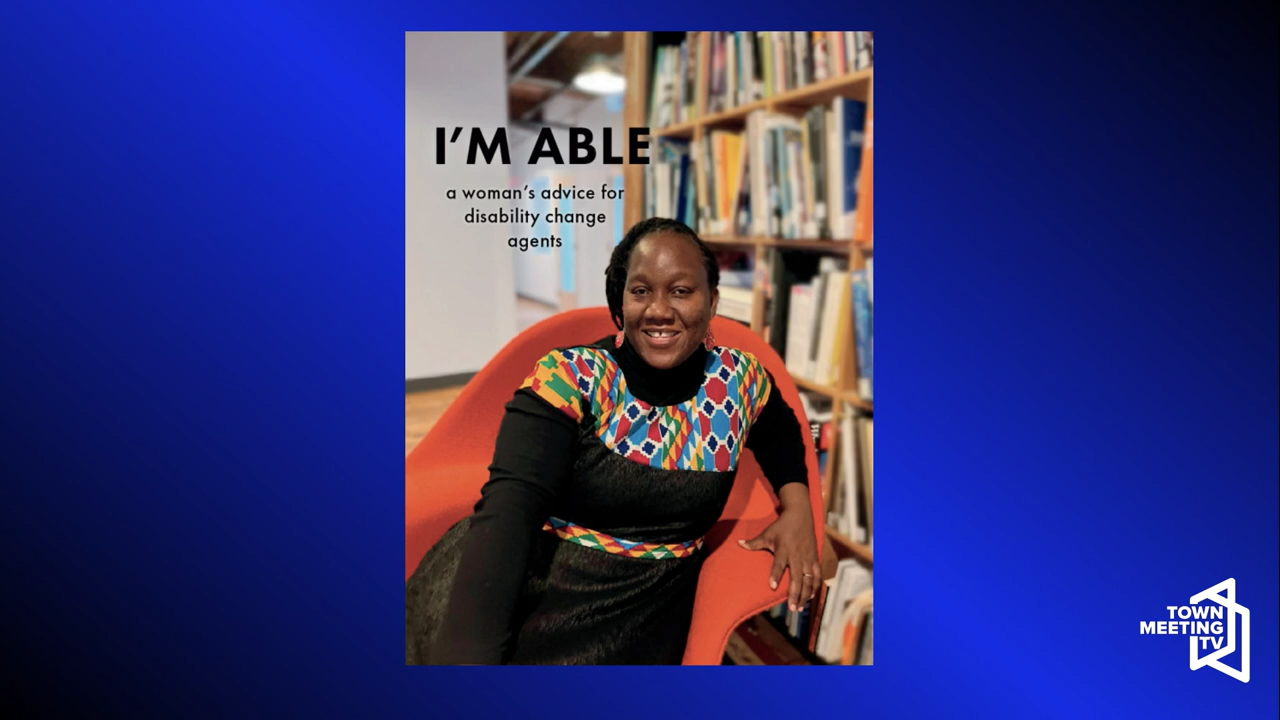 I'M ABLE
a woman's advice for
disability change
agents
TOWN
MEETING
TV